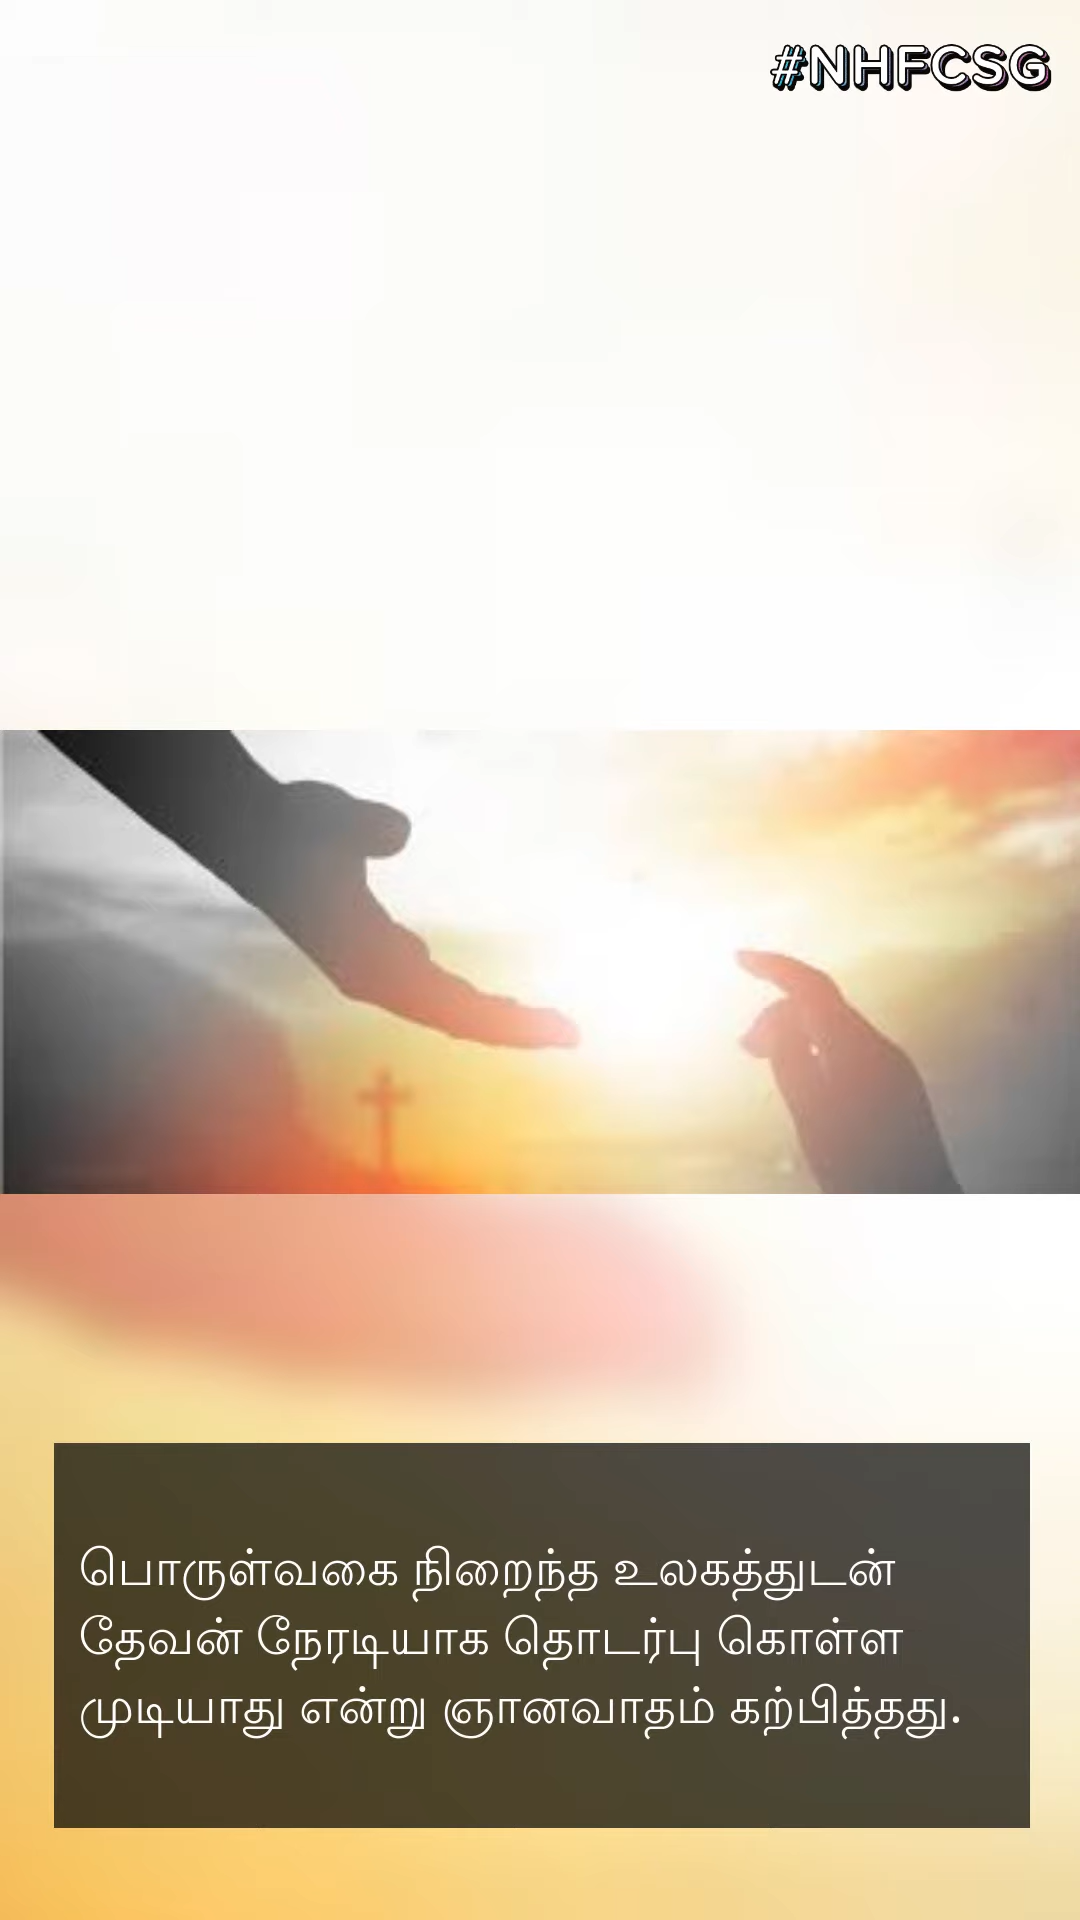 #NHFCSG
பொருள்வகை நிறைந்த உலகத்துடன்
தேவன் நேரடியாக தொடர்பு கொள்ள
முடியாது என்று ஞானவாதம் கற்பித்தது.